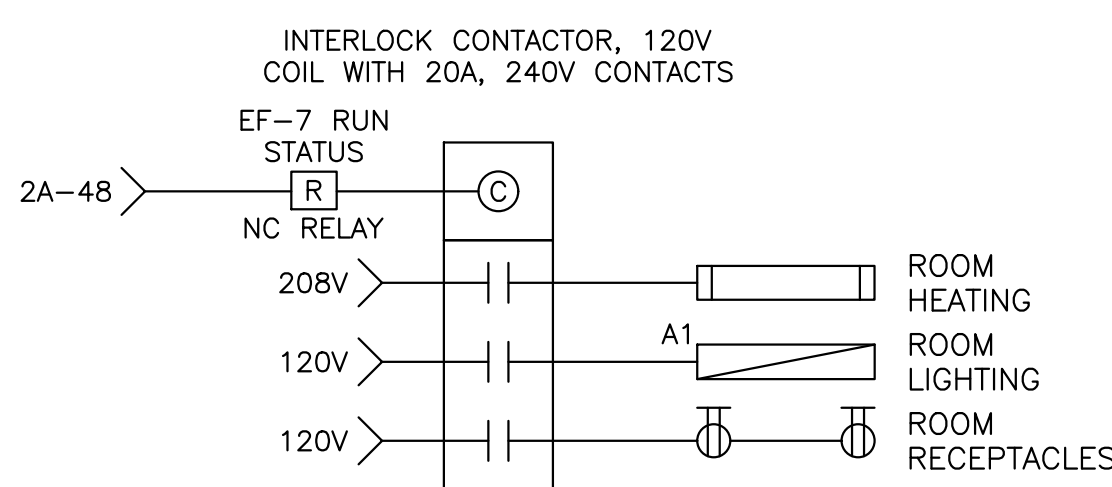 INTERLOCK CONTACTOR, 120V
COIL WITH 20A, 240V CONTACTS
EF-7 RUN
STATUS
2A-48
R
C
NC RELAY
208V
ROOM
HEATING
120V
A1
ROOM
LIGHTING
120V
ROOM
RECEPTACLES